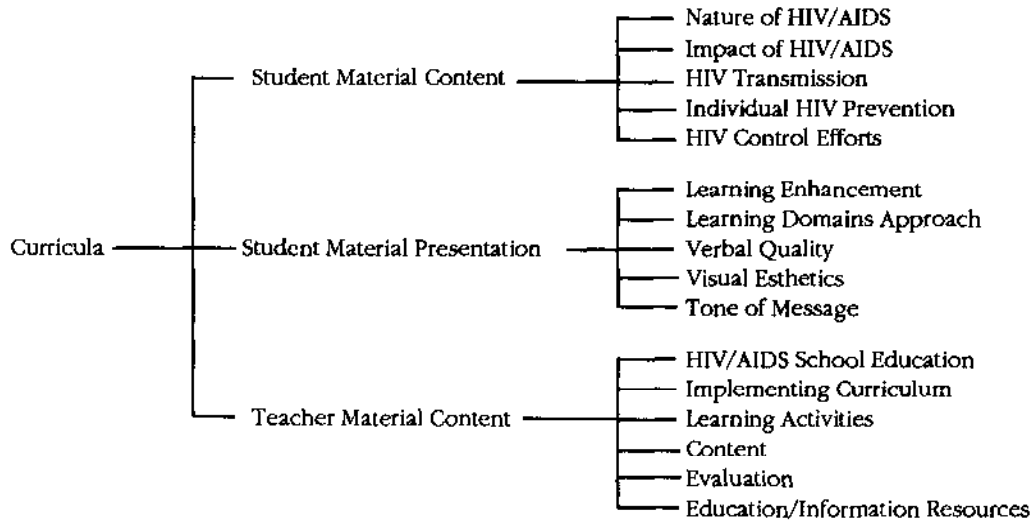 Nature of HIV/AIDS
Impact of HIV/AIDS
Student Material Content
HIV Transmission
Individual HIV Prevention
HIV Control Efforts
Learning Enhancement
Learning Domains Approach
Curricula
Student Material Presentation
Verbal Quality
Visual Esthetics
Tone of Message
HIV/AIDS School Education
Implementing Curriculum
Teacher Material Content
Learning Activities
Content
Evaluation
Education/Information Resources